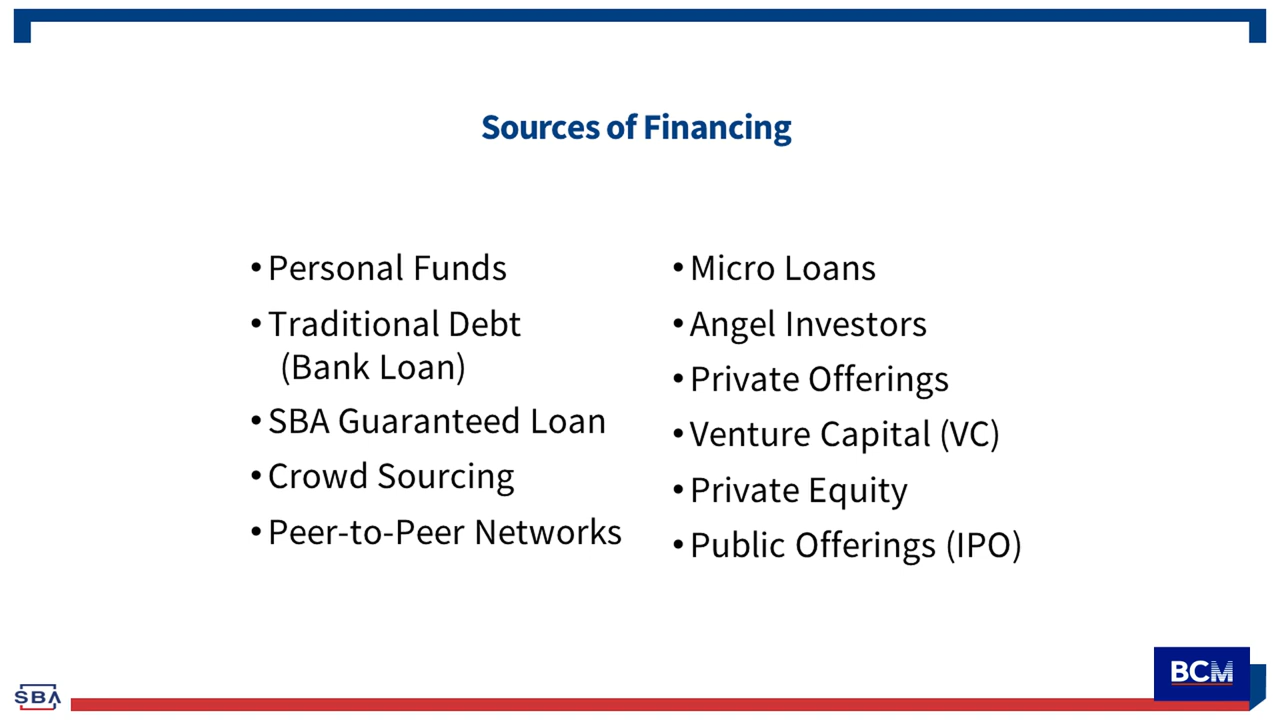 Sources of Financing
• Personal Funds
• Traditional Debt
(Bank Loan)
• SBA Guaranteed Loan
• Crowd Sourcing
• Peer-to-Peer Networks
• Micro Loans
• Angel Investors
• Private Offerings
• Venture Capital (VC)
• Private Equity
• Public Offerings (IPO)
SBA
BCM